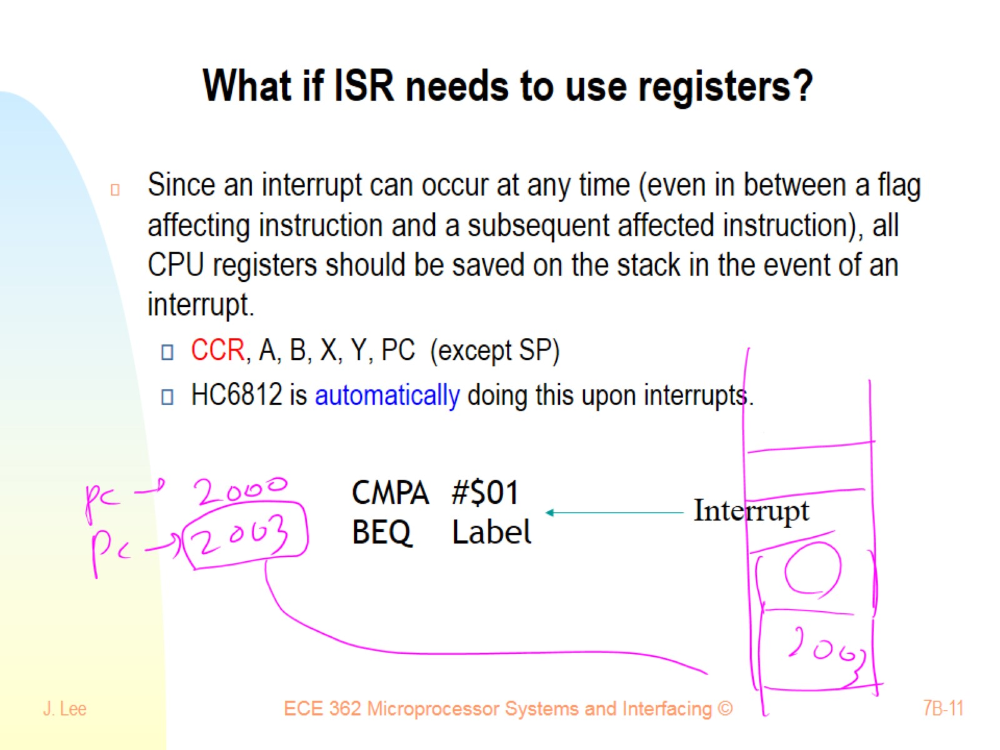 What if ISR needs to use registers?
Since an interrupt can occur at any time (even in between a flag
affecting instruction and a subsequent affected instruction), all
CPU registers should be saved on the stack in the event of an
interrupt.
CCR, A, B, X, Y, PC (except SP)
HC6812 is automatically doing this upon interrupts.
pc → 2000
CMPA #$01
Interrupt
Pc → 2003
BEQ Label
2003
J. Lee
ECE 362 Microprocessor Systems and Interfacing ©
7B-11